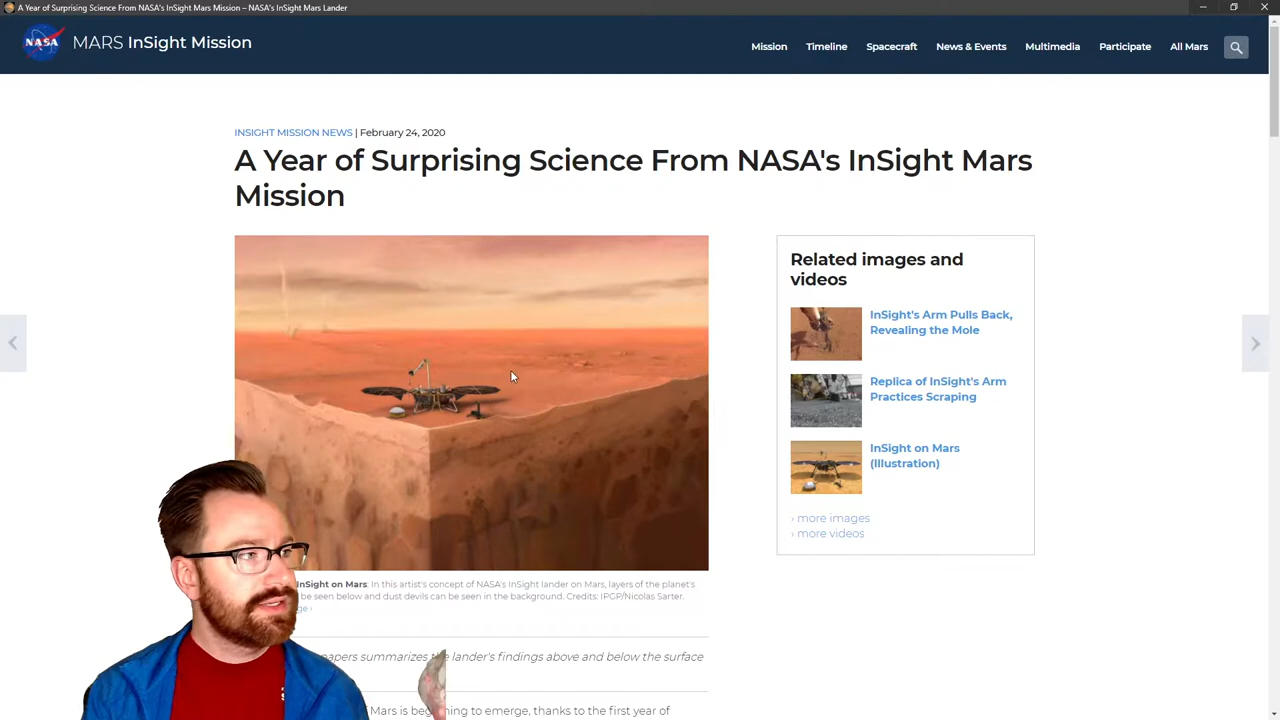 A Year of Surprising Science From NASA's InSight Mars Mission – NASA's InSight Mars Lander
NASA
MARS InSight Mission
Mission
Timeline
Spacecraft
News & Events
Multimedia
Participate
All Mars
INSIGHT MISSION NEWS | February 24, 2020
A Year of Surprising Science From NASA's InSight Mars
Mission
InSight on Mars: In this artist's concept of NASA's InSight lander on Mars, layers of the planet's
be seen below and dust devils can be seen in the background. Credits: IPGP/Nicolas Sarter.
papers summarizes the lander's findings above and below the surface
Mars is beginning to emerge, thanks to the first year of
Related images and
videos
InSight's Arm Pulls Back,
Revealing the Mole
Replica of InSight's Arm
Practices Scraping
InSight on Mars
(Illustration)
› more images
› more videos